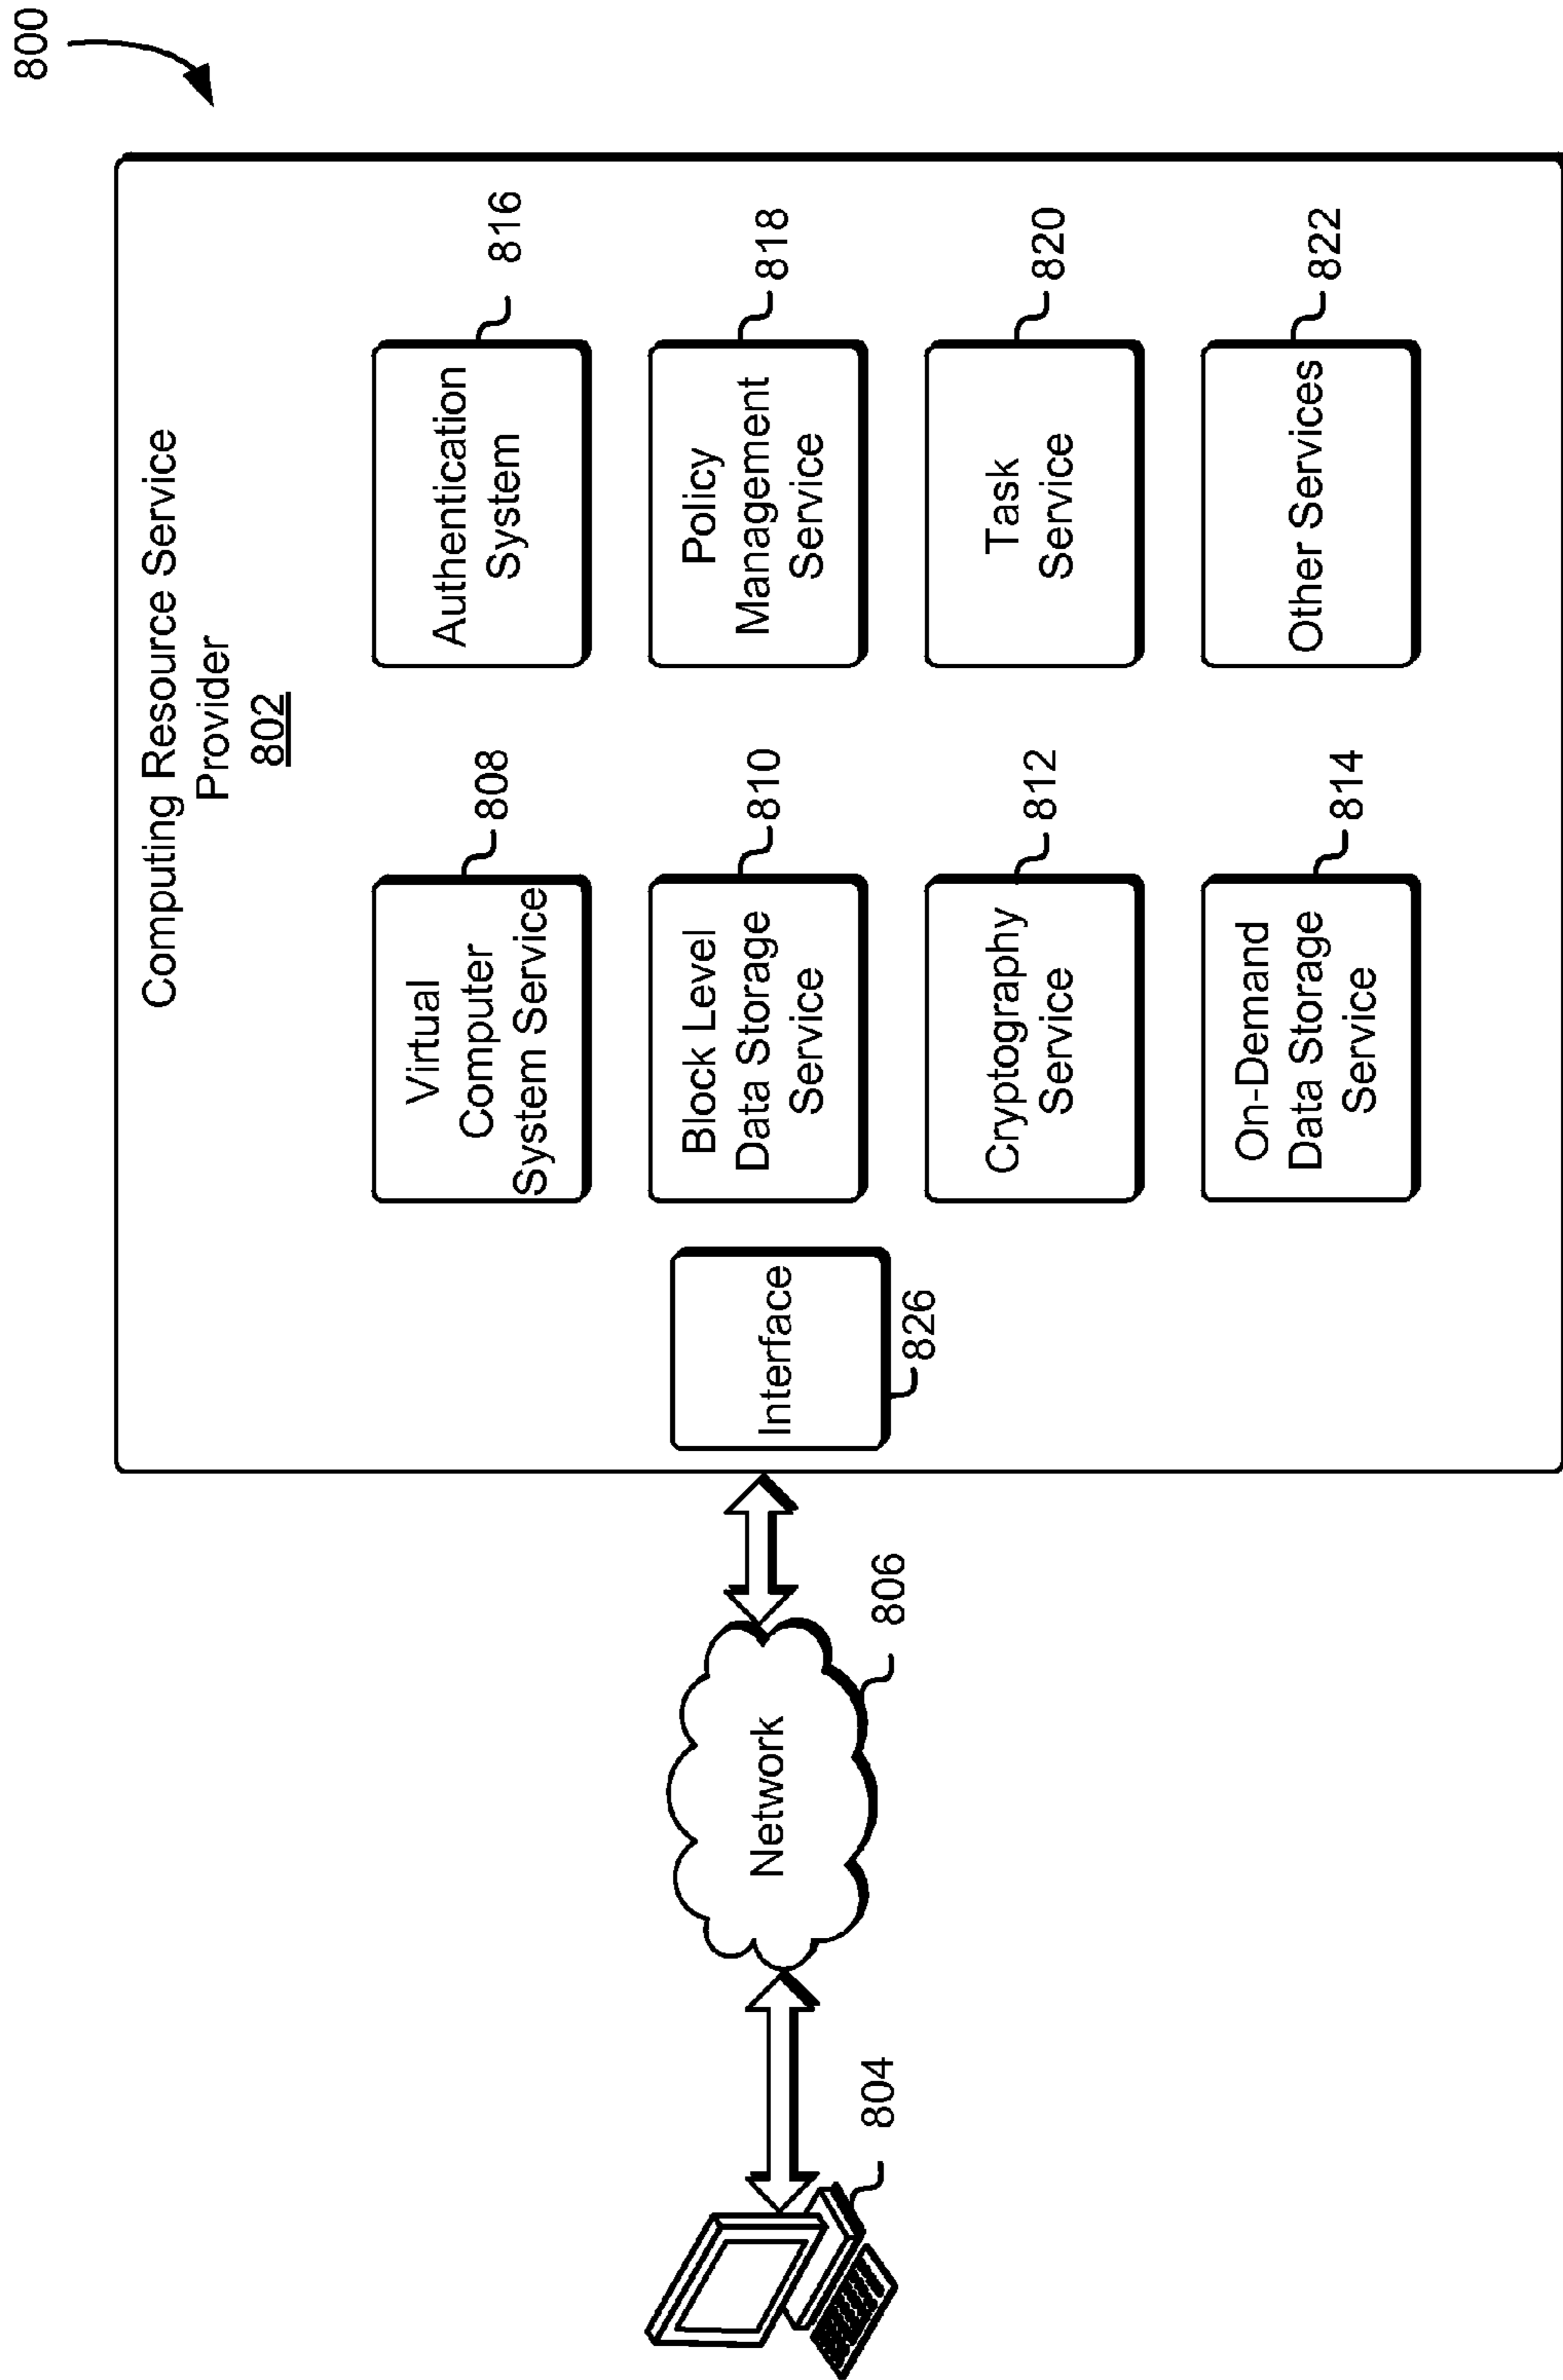 800
Computing Resource Service
Provider
802
Virtual
Computer
System Service
808
Authentication
System
816
Block Level
Data Storage
Service
810
Policy
Management
Service
818
Cryptography
Service
812
Task
Service
820
On-Demand
Data Storage
Service
814
Other Services
822
Interface
826
Network
806
804